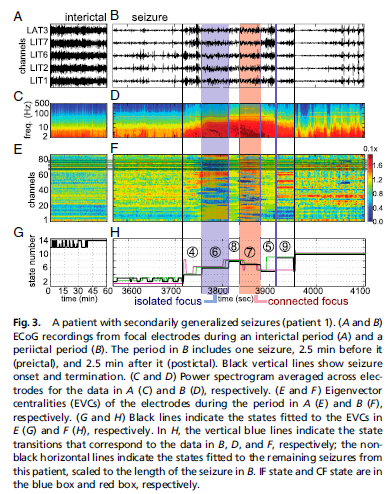 A interictal B seizure
LAT3
LIT7
LIT6
LIT2
LIT1
channels
C D
freq. (Hz)
500
100
10
2
0.1x
E F
channels
80
60
40
20
1
1.6
1.2
0.8
0.4
0.0
G H
state number
14
10
6
2
④ ⑥ ⑧ ⑦ ⑤ ⑨
0 20 40 60 3600 3700 3800 3900 4000 4100
time (min) time (sec)
isolated focus connected focus
Fig. 3. A patient with secondarily generalized seizures (patient 1). (A and B)
ECoG recordings from focal electrodes during an interictal period (A) and a
periictal period (B). The period in B includes one seizure, 2.5 min before it
(preictal), and 2.5 min after it (postictal). Black vertical lines show seizure
onset and termination. (C and D) Power spectrogram averaged across elec-
trodes for the data in A (C) and B (D), respectively. (E and F) Eigenvector
centralities (EVCs) of the electrodes during the period in A (E) and B (F),
respectively. (G and H) Black lines indicate the states fitted to the EVCs in
E (G) and F (H), respectively. In H, the vertical blue lines indicate the state
transitions that correspond to the data in B, D, and F, respectively; the non-
black horizontal lines indicate the states fitted to the remaining seizures from
this patient, scaled to the length of the seizure in B. IF state and CF state are in
the blue box and red box, respectively.